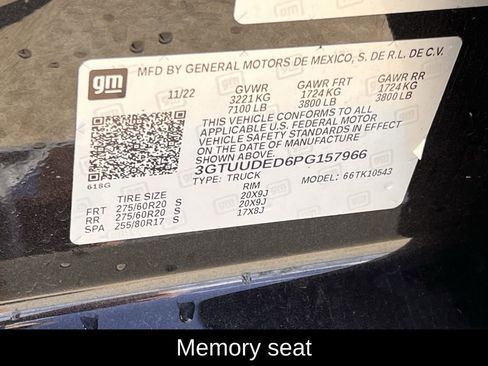 gm
MFD BY GENERAL MOTORS DE MEXICO, S. DE R.L. DE C.V.
11/22 GVWR GAWR FRT GAWR RR
3221 KG 1724 KG 1724 KG
7100 LB 3800 LB 3800 LB
THIS VEHICLE CONFORMS TO ALL
APPLICABLE U.S. FEDERAL MOTOR
VEHICLE SAFETY STANDARDS IN EFFECT
ON THE DATE OF MANUFACTURE
SHOWN ABOVE.
3GTUUDED6PG157966
618G TYPE: TRUCK MODEL: 66TK10543
TIRE SIZE RIM
FRT 275/60R20 S 20X9J
RR 275/60R20 S 20X9J
SPA 255/80R17 S 17X8J
Memory seat